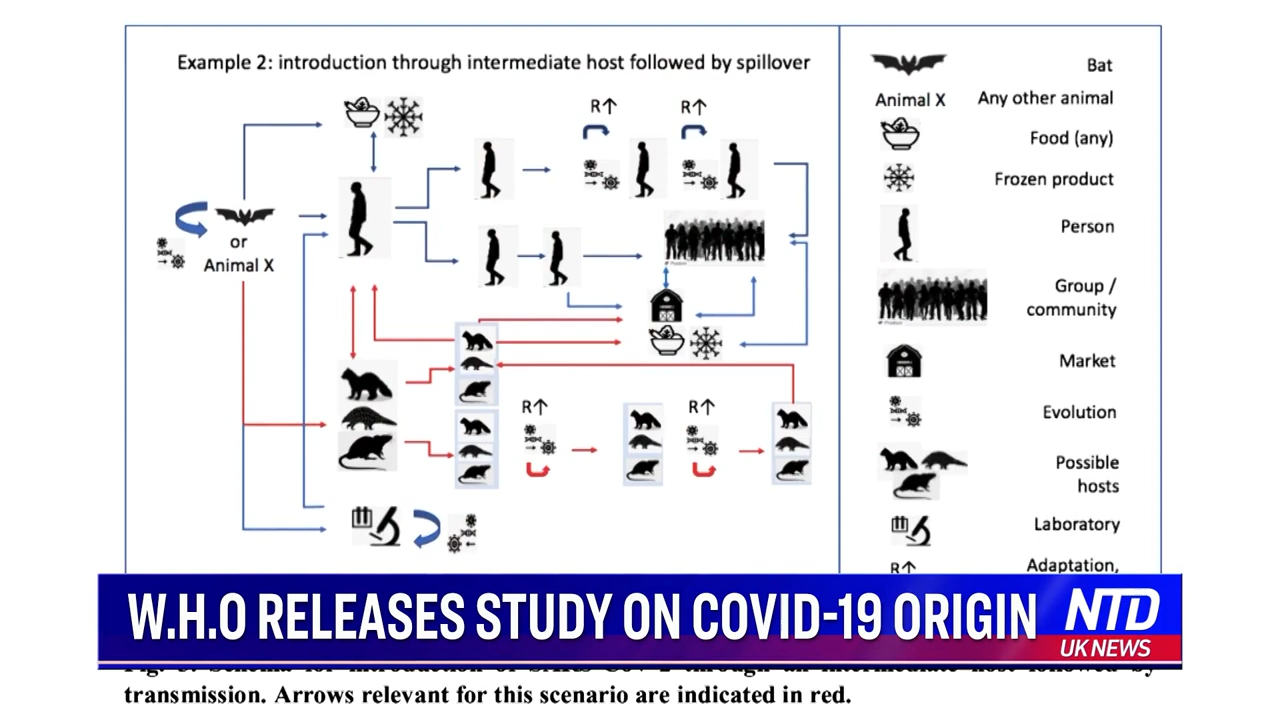 Example 2: introduction through intermediate host followed by spillover
R↑
R↑
or
Animal X
R↑
R↑
Bat
Animal X Any other animal
Food (any)
Frozen product
Person
Group /
community
Market
Evolution
Possible
hosts
Laboratory
R↑ Adaptation,
W.H.O RELEASES STUDY ON COVID-19 ORIGIN
NTD
UK NEWS
transmission. Arrows relevant for this scenario are indicated in red.